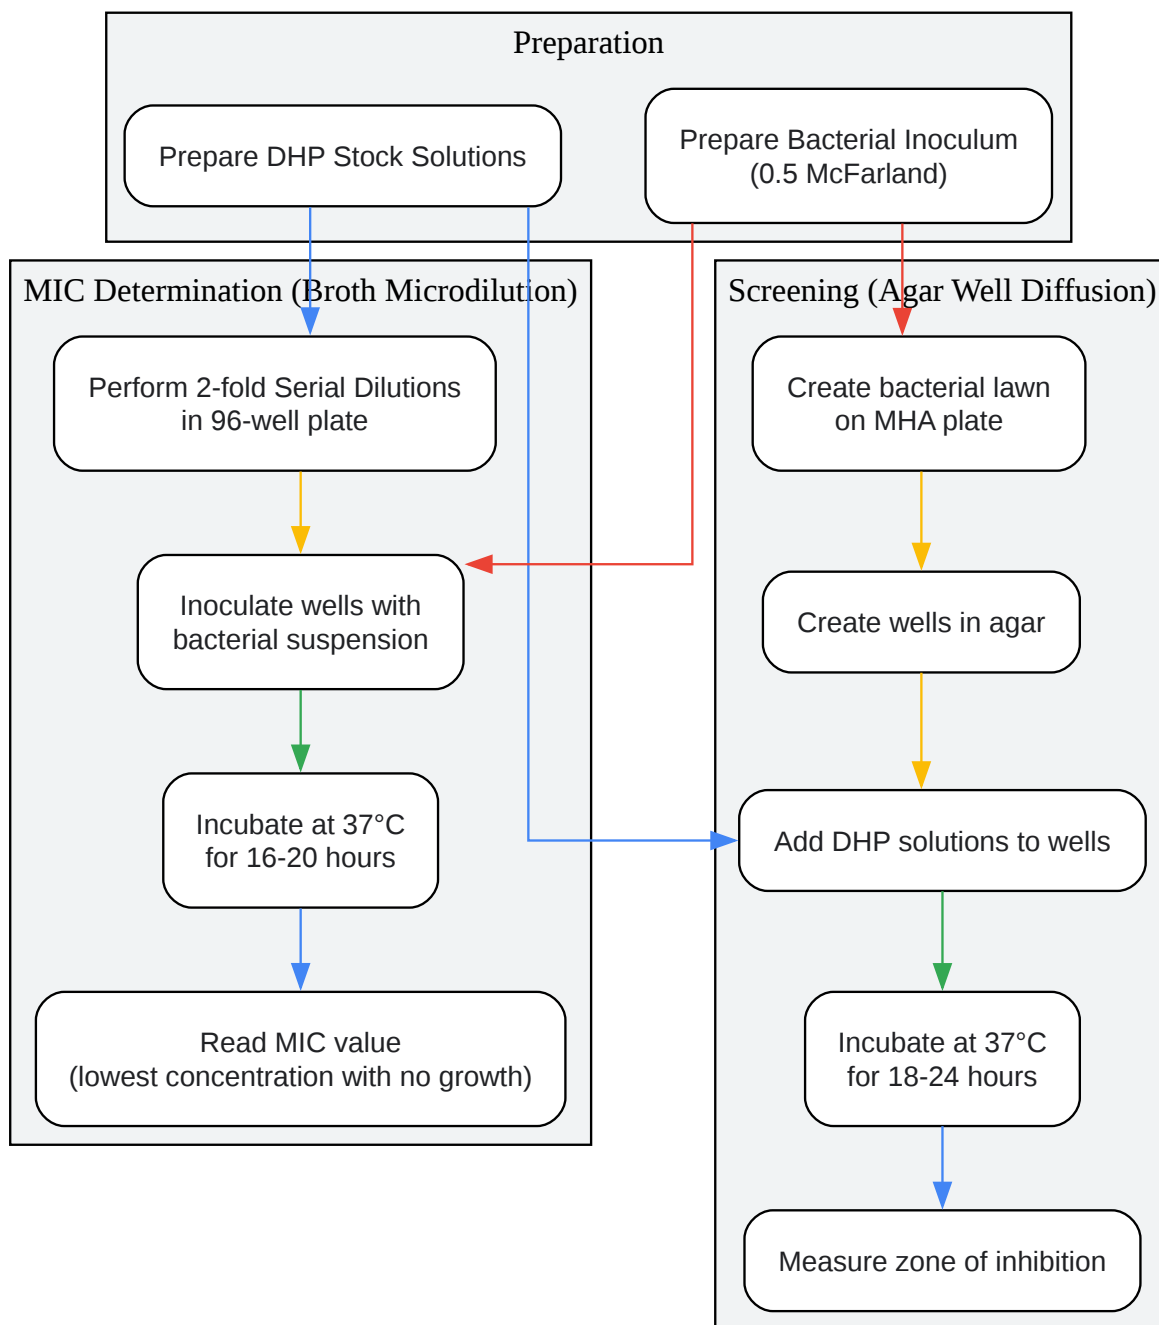 Preparation
Prepare DHP Stock Solutions
Prepare Bacterial Inoculum
(0.5 McFarland)
MIC Determination (Broth Microdilution)
Perform 2-fold Serial Dilutions
in 96-well plate
Inoculate wells with
bacterial suspension
Incubate at 37°C
for 16-20 hours
Read MIC value
(lowest concentration with no growth)
Screening (Agar Well Diffusion)
Create bacterial lawn
on MHA plate
Create wells in agar
Add DHP solutions to wells
Incubate at 37°C
for 18-24 hours
Measure zone of inhibition